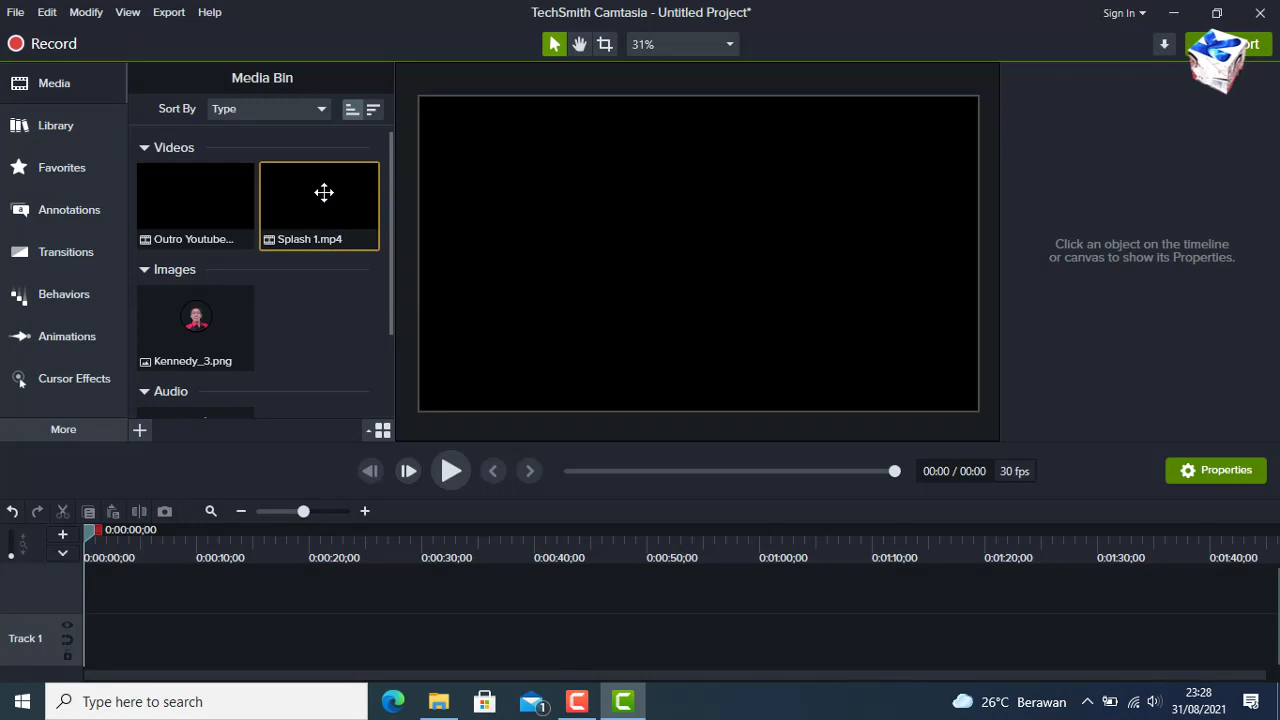 File Edit Modify View Export Help
TechSmith Camtasia - Untitled Project*
Sign In
Record
31%
Media
Library
Favorites
Annotations
Transitions
Behaviors
Animations
Cursor Effects
More
Media Bin
Sort By Type
Videos
Outro Youtube... Splash 1.mp4
Images
Kennedy_3.png
Audio
Click an object on the timeline
or canvas to show its Properties.
00:00 / 00:00 30 fps
Properties
0:00:00;00
0:00:00;00 0:00:10;00 0:00:20;00 0:00:30;00 0:00:40;00 0:00:50;00 0:01:00;00 0:01:10;00 0:01:20;00 0:01:30;00 0:01:40;00
Track 1
Type here to search
1
26°C Berawan
23:28
31/08/2021